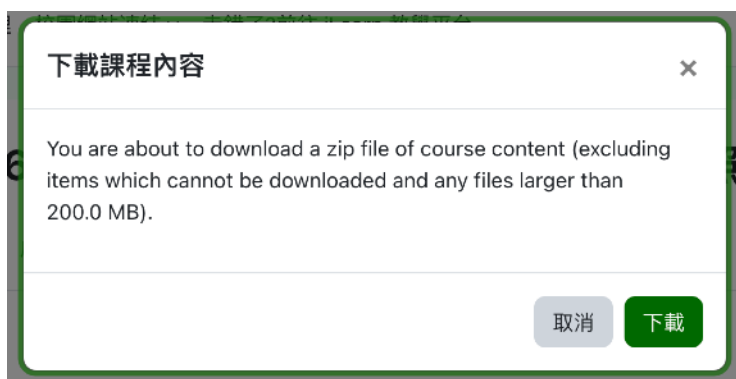 下載課程內容
×
You are about to download a zip file of course content (excluding
items which cannot be downloaded and any files larger than
200.0 MB).
取消
下載